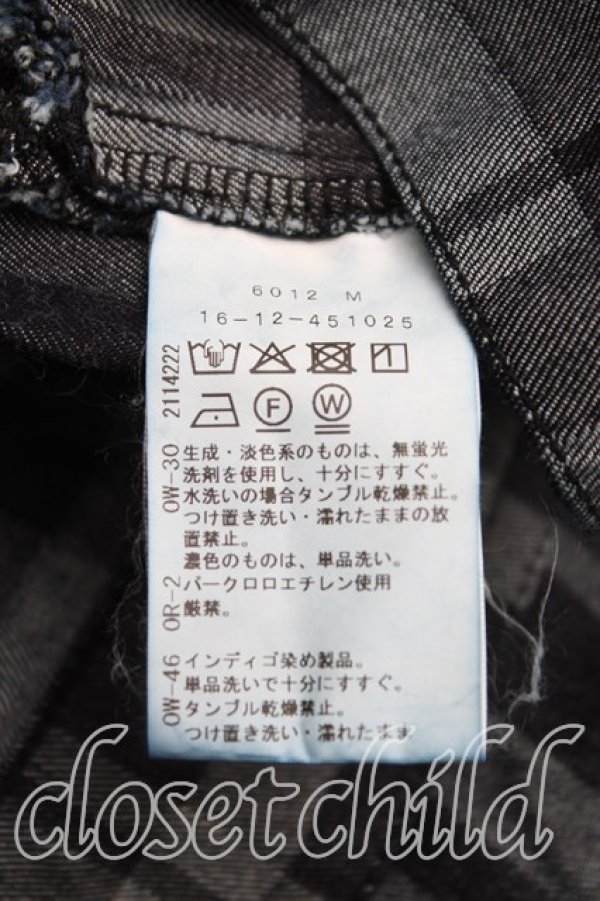 6012 M
16-12-451025
2114222
F
W
OW-30
生成・淡色系のものは、無蛍光
洗剤を使用し、十分にすすぐ。
水洗いの場合タンブル乾燥禁止。
つけ置き洗い・濡れたままの放
置禁止。
濃色のものは、単品洗い。
OR-2
パークロロエチレン使用
厳禁。
OW-46
インディゴ染め製品。
単品洗いで十分にすすぐ。
タンブル乾燥禁止。
つけ置き洗い・濡れたまま
closet child